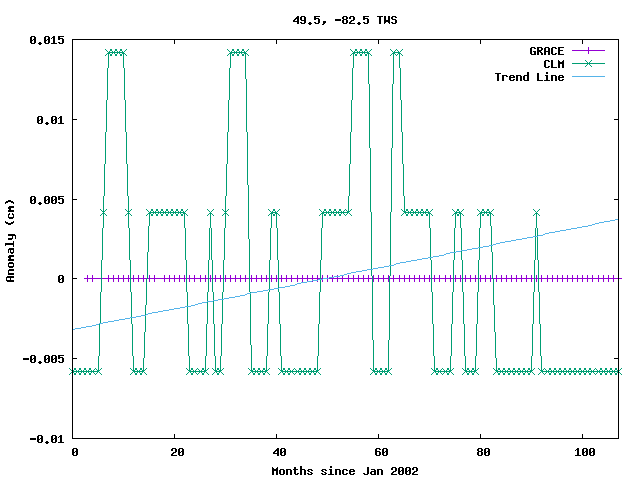 49.5, -82.5 TWS
0.015
0.01
0.005
0
-0.005
-0.01
Anomaly (cm)
GRACE
CLM
Trend Line
0 20 40 60 80 100
Months since Jan 2002